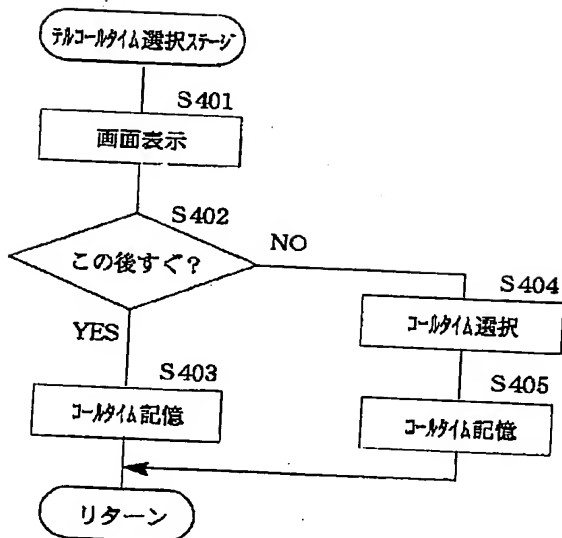 テルコールタイム選択ステージ
S401
画面表示
S402
この後すぐ?
NO
YES
S404
コールタイム選択
S403
コールタイム記憶
S405
コールタイム記憶
リターン